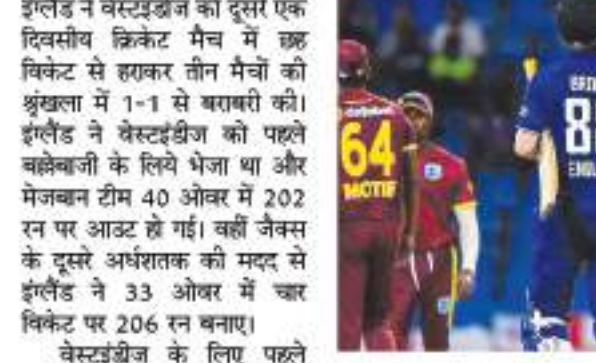 इंग्लैंड ने वेस्टइंडीज को दूसरे एक
दिवसीय क्रिकेट मैच में छह
विकेट से हराकर तीन मैचों की
श्रृंखला में 1-1 से बराबरी की।
इंग्लैंड ने वेस्टइंडीज को पहले
बल्लेबाजी के लिये भेजा था और
मेजबान टीम 40 ओवर में 202
रन पर आउट हो गई। वहीं जैक्स
के दूसरे अर्धशतक की मदद से
इंग्लैंड ने 33 ओवर में चार
विकेट पर 206 रन बनाए।
वेस्टइंडीज के लिए पहले
64
MOTIE
8